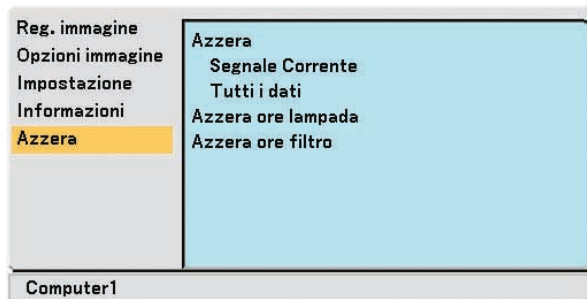 Reg. immagine
Opzioni immagine
Impostazione
Informazioni
Azzera
Azzera
Segnale Corrente
Tutti i dati
Azzera ore lampada
Azzera ore filtro
Computer1